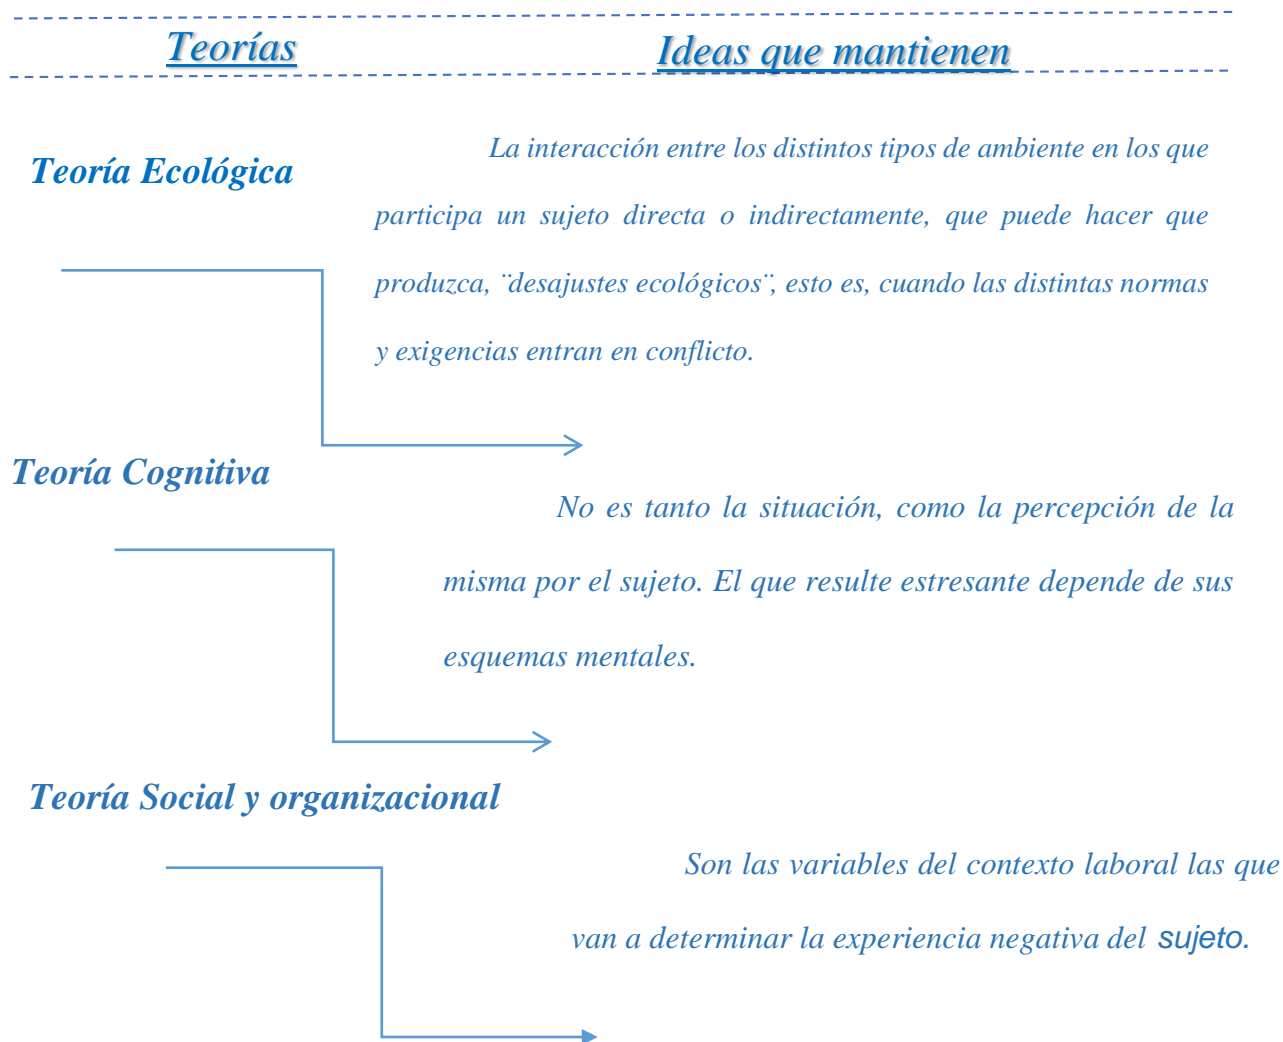 Teorías Ideas que mantienen
Teoría Ecológica
La interacción entre los distintos tipos de ambiente en los que
participa un sujeto directa o indirectamente, que puede hacer que
produzca, ¨desajustes ecológicos¨, esto es, cuando las distintas normas
y exigencias entran en conflicto.
Teoría Cognitiva
No es tanto la situación, como la percepción de la
misma por el sujeto. El que resulte estresante depende de sus
esquemas mentales.
Teoría Social y organizacional
Son las variables del contexto laboral las que
van a determinar la experiencia negativa del sujeto.